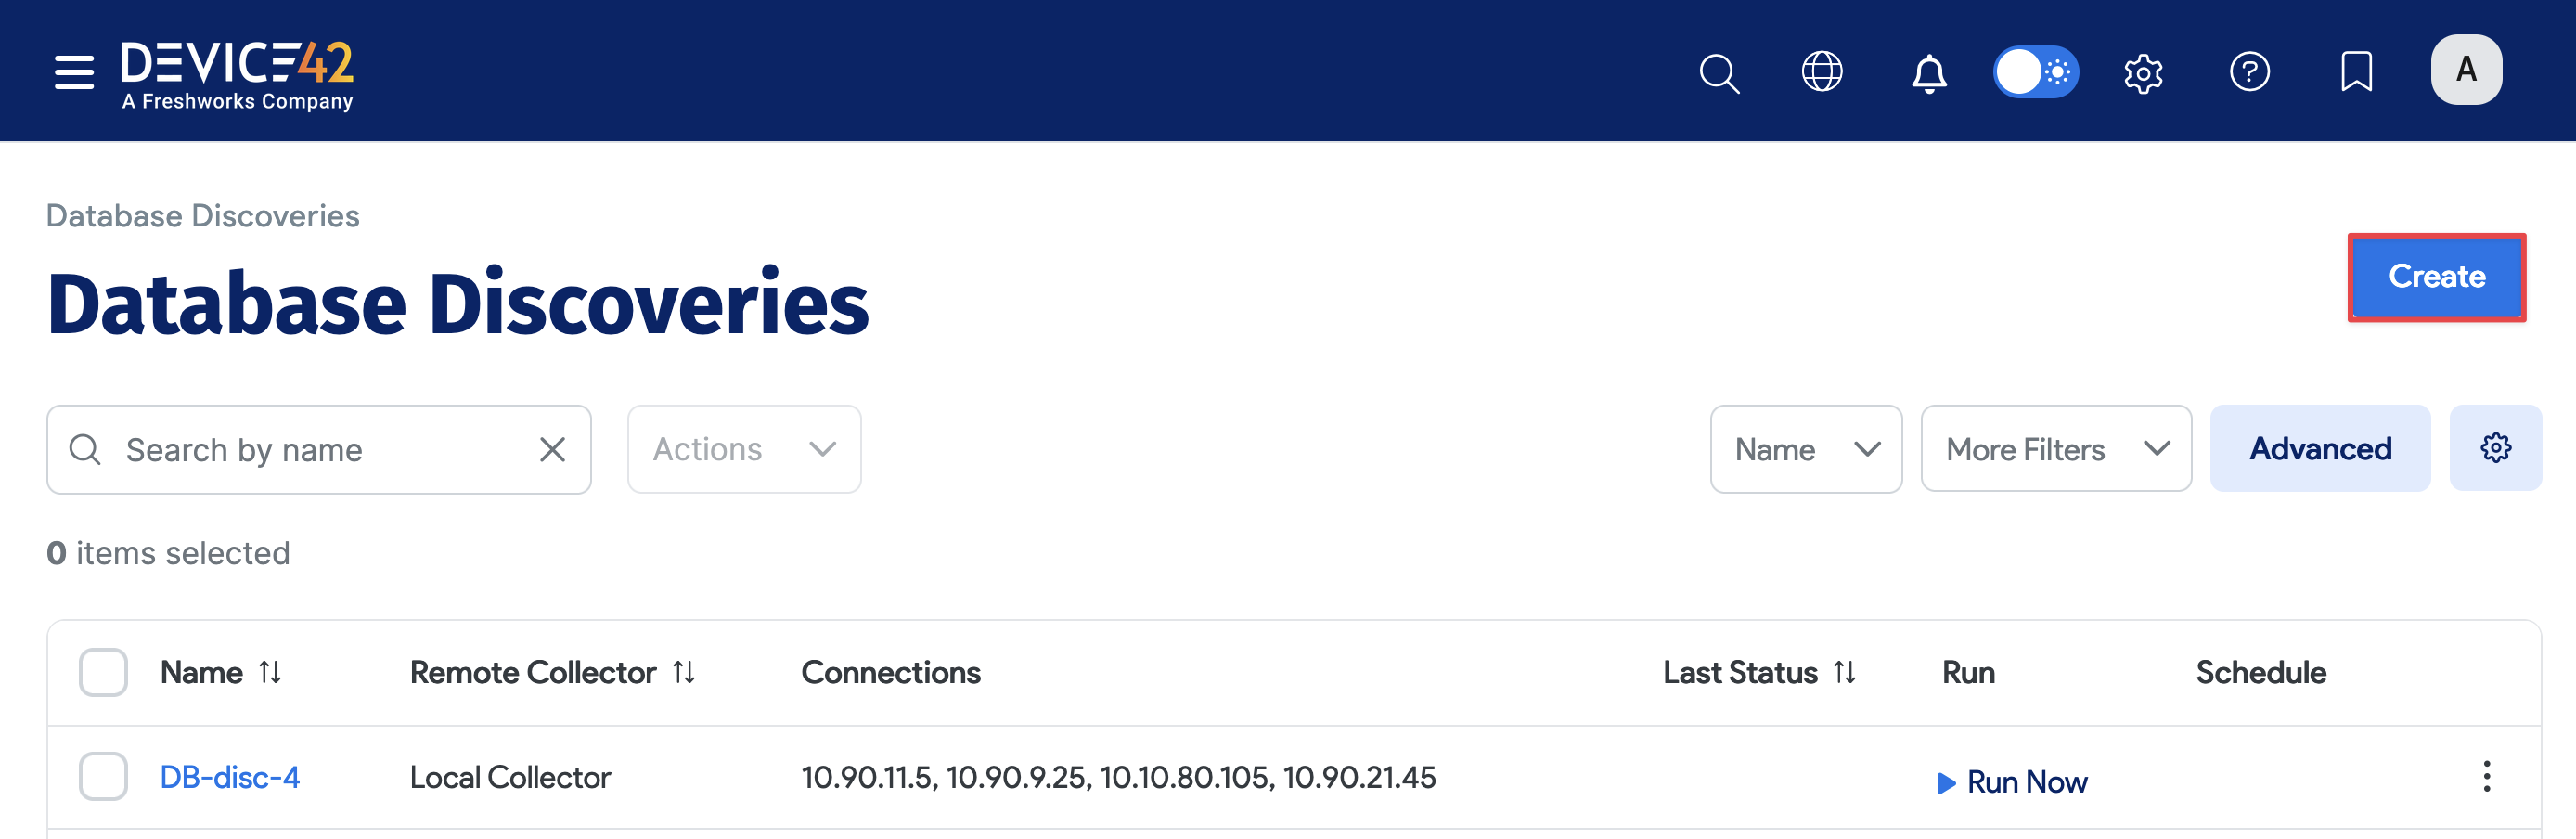 DEVICE42
A Freshworks Company
A
Database Discoveries
Database Discoveries
Create
Search by name
Actions
Name
More Filters
Advanced
0 items selected
Name
Remote Collector
Connections
Last Status
Run
Schedule
DB-disc-4
Local Collector
10.90.11.5, 10.90.9.25, 10.10.80.105, 10.90.21.45
Run Now